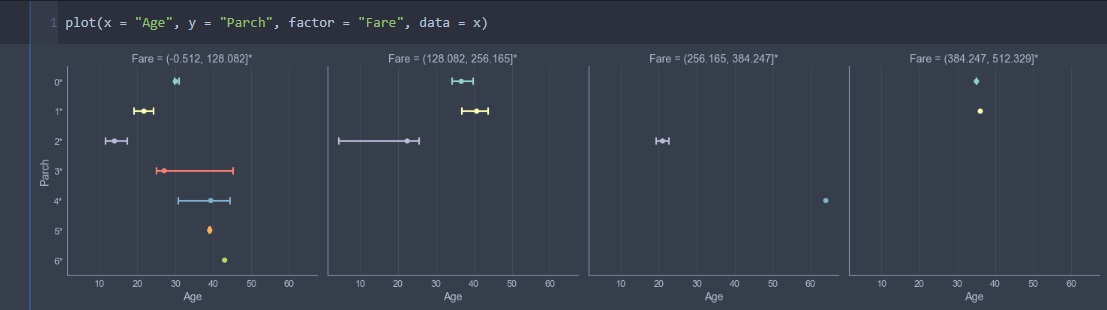 1 plot(x = "Age", y = "Parch", factor = "Fare", data = x)
Fare = (-0.512, 128.082]* Fare = (128.082, 256.165]* Fare = (256.165, 384.247]* Fare = (384.247, 512.329]*
Parch
0*
1*
2*
3*
4*
5*
6*
10 20 30 40 50 60 10 20 30 40 50 60 10 20 30 40 50 60 10 20 30 40 50 60
Age Age Age Age